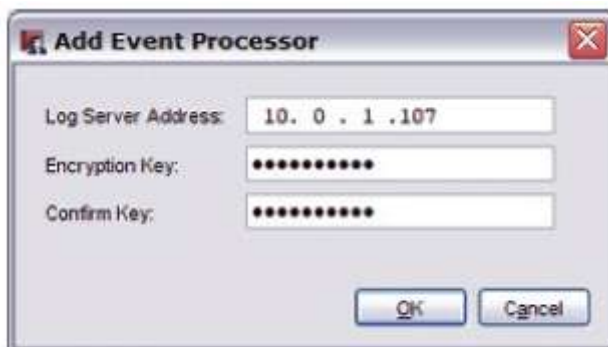 Add Event Processor
Log Server Address: 10. 0 . 1 .107
Encryption Key: ••••••••••
Confirm Key: ••••••••••
OK Cancel